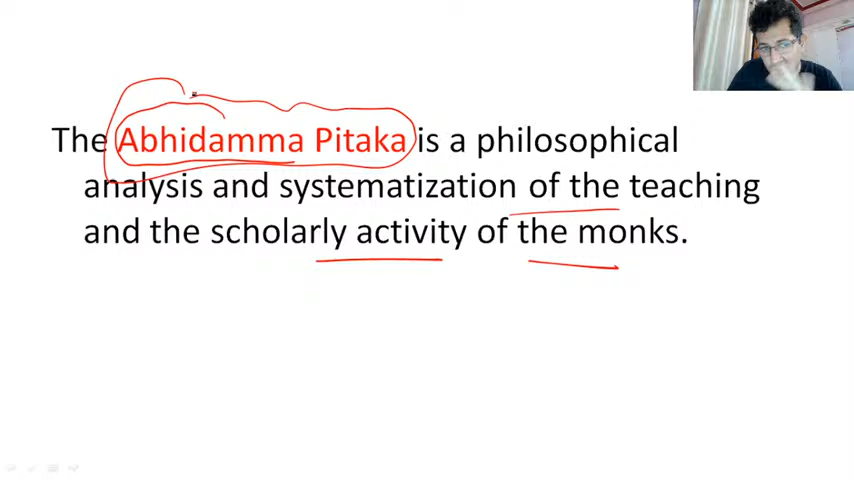 The Abhidamma Pitaka is a philosophical
analysis and systematization of the teaching
and the scholarly activity of the monks.